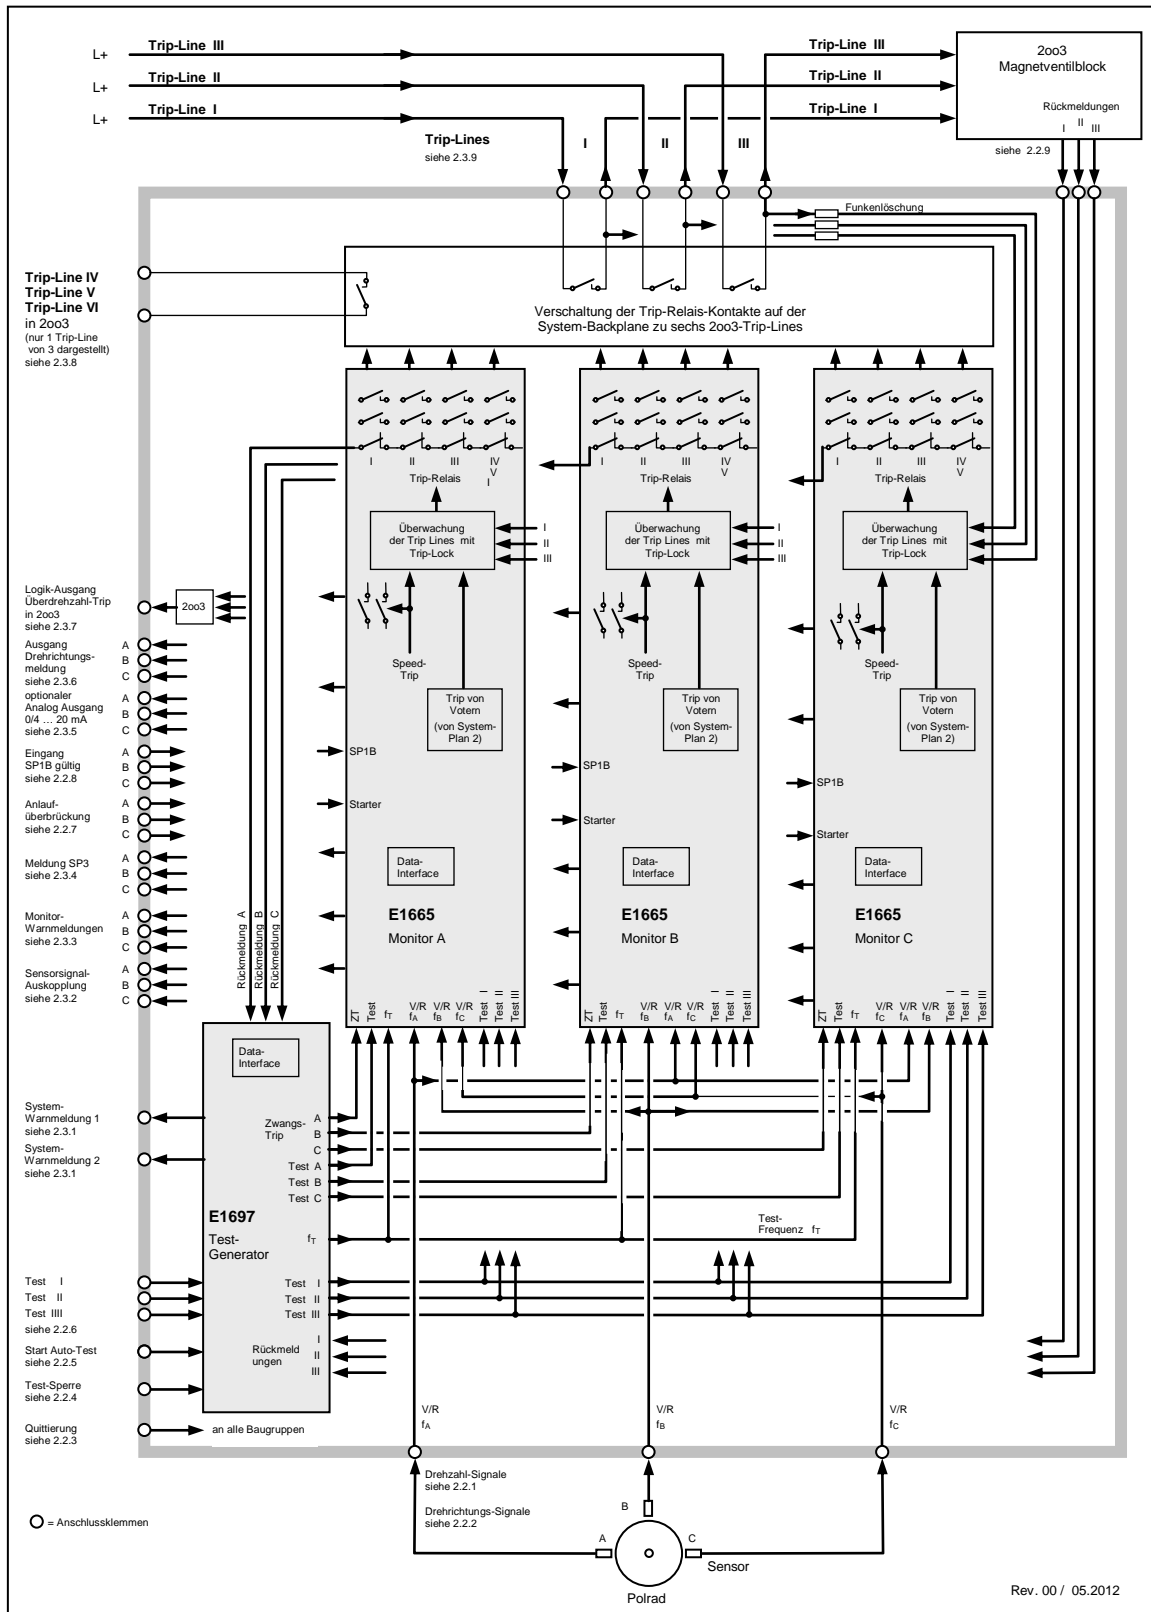 L+
Trip-Line III
Trip-Line III
L+
Trip-Line II
Trip-Line II
L+
Trip-Line I
Trip-Line I
2oo3
Magnetventilblock
Rückmeldungen
I
II
III
siehe 2.2.9
Trip-Lines
siehe 2.3.9
I
II
III
Funkenlöschung
Trip-Line IV
Trip-Line V
Trip-Line VI
in 2oo3
(nur 1 Trip-Line
von 3 dargestellt)
siehe 2.3.8
Verschaltung der Trip-Relais-Kontakte auf der
System-Backplane zu sechs 2oo3-Trip-Lines
I
II
III
IV
V
I
Trip-Relais
Überwachung
der Trip Lines mit
Trip-Lock
I
II
III
Speed-
Trip
Trip von
Votern
(von System-
Plan 2)
SP1B
Starter
Data-
Interface
E1665
Monitor A
ZT
Test
fT
V/R
fA
V/R
fB
V/R
fC
Test I
Test II
Test III
I
II
III
IV
V
Trip-Relais
Überwachung
der Trip Lines mit
Trip-Lock
I
II
III
Speed-
Trip
Trip von
Votern
(von System-
Plan 2)
SP1B
Starter
Data-
Interface
E1665
Monitor B
ZT
Test
fT
V/R
fB
V/R
fA
V/R
fC
Test I
Test II
Test III
I
II
III
IV
V
Trip-Relais
Überwachung
der Trip Lines mit
Trip-Lock
Speed-
Trip
Trip von
Votern
(von System-
Plan 2)
SP1B
Starter
Data-
Interface
E1665
Monitor C
ZT
Test
fT
V/R
fC
V/R
fA
V/R
fB
Test I
Test II
Test III
Logik-Ausgang
Überdrehzahl-Trip
in 2oo3
siehe 2.3.7
2oo3
Ausgang
Drehrichtungs-
meldung
siehe 2.3.6
A
B
C
optionaler
Analog Ausgang
0/4 ... 20 mA
siehe 2.3.5
A
B
C
Eingang
SP1B gültig
siehe 2.2.8
A
B
C
Anlauf-
überbrückung
siehe 2.2.7
A
B
C
Meldung SP3
siehe 2.3.4
A
B
C
Monitor-
Warnmeldungen
siehe 2.3.3
A
B
C
Sensorsignal-
Auskopplung
siehe 2.3.2
A
B
C
Rückmeldung A
Rückmeldung B
Rückmeldung C
System-
Warnmeldung 1
siehe 2.3.1
System-
Warnmeldung 2
siehe 2.3.1
Data-
Interface
Zwangs-
Trip
A
B
C
Test A
Test B
Test C
E1697
Test-
Generator
fT
Test-
Frequenz fT
Test I
Test II
Test III
Rückmeld
ungen
I
II
III
Test I
Test II
Test IIII
siehe 2.2.6
Start Auto-Test
siehe 2.2.5
Test-Sperre
siehe 2.2.4
Quittierung
siehe 2.2.3
an alle Baugruppen
V/R
fA
V/R
fB
V/R
fC
Drehzahl-Signale
siehe 2.2.1
Drehrichtungs-Signale
siehe 2.2.2
= Anschlussklemmen
A
B
C
Sensor
Polrad
Rev. 00 / 05.2012